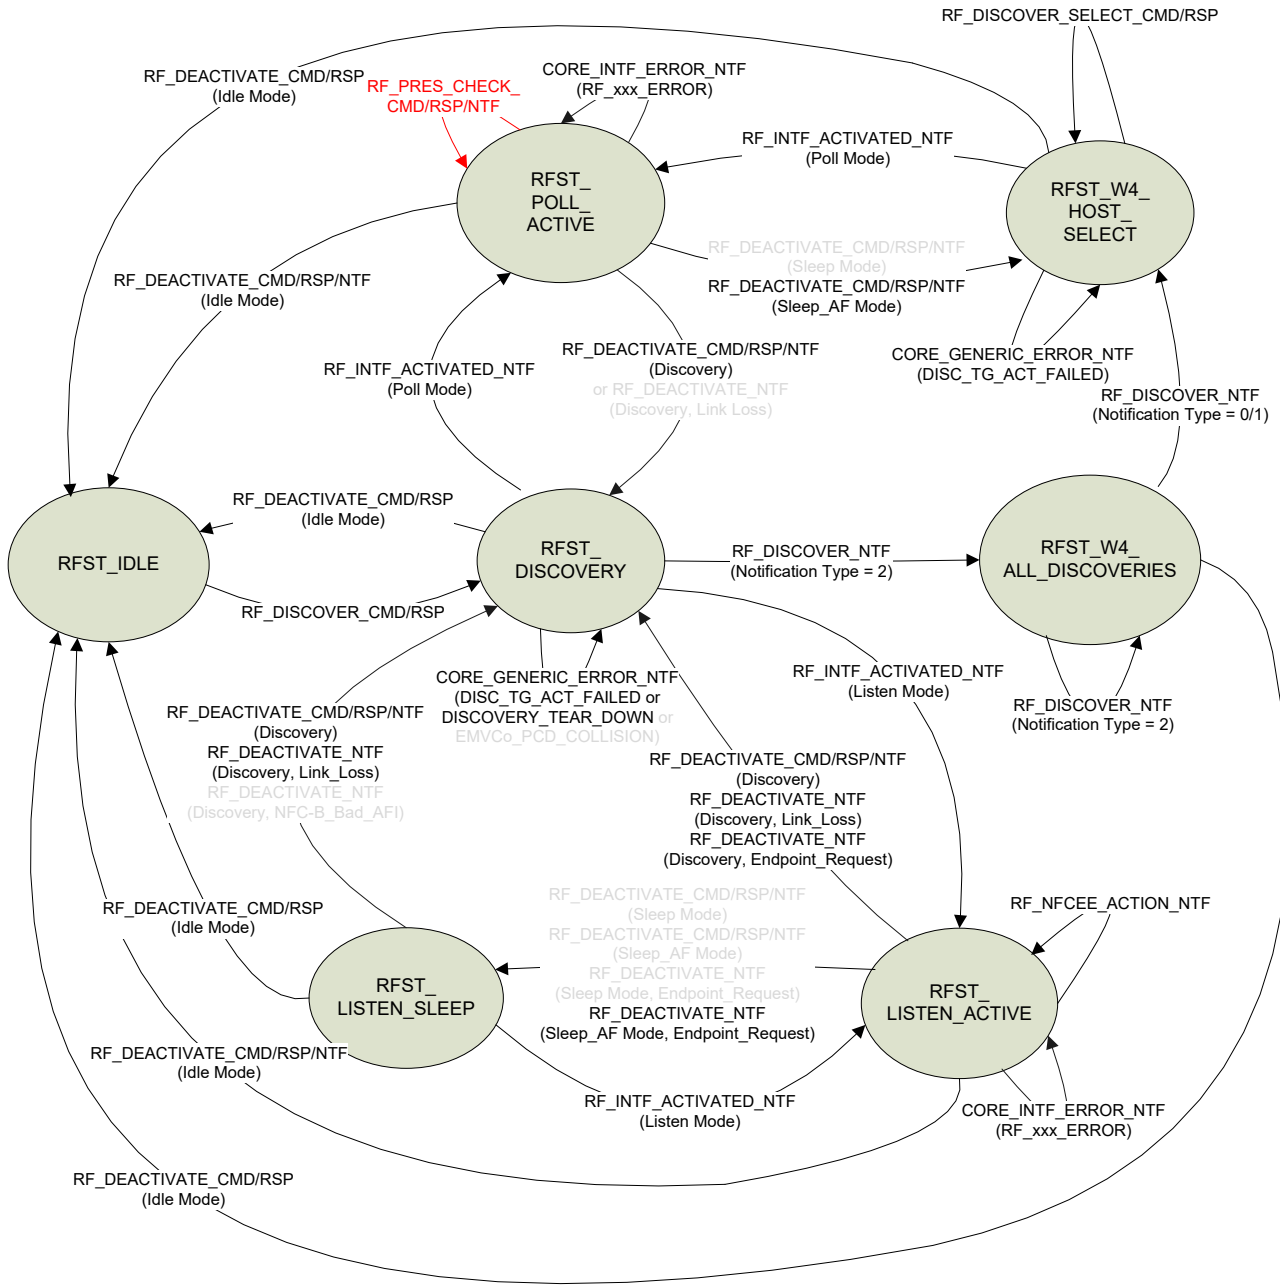 RF_DISCOVER_SELECT_CMD/RSP
RF_DEACTIVATE_CMD/RSP
(Idle Mode)
RF_PRES_CHECK_
CMD/RSP/NTF
CORE_INTF_ERROR_NTF
(RF_xxx_ERROR)
RF_INTF_ACTIVATED_NTF
(Poll Mode)
RFST_
POLL_
ACTIVE
RFST_W4_
HOST_
SELECT
RF_DEACTIVATE_CMD/RSP/NTF
(Sleep Mode)
RF_DEACTIVATE_CMD/RSP/NTF
(Sleep_AF Mode)
RF_DEACTIVATE_CMD/RSP/NTF
(Idle Mode)
RF_INTF_ACTIVATED_NTF
(Poll Mode)
RF_DEACTIVATE_CMD/RSP/NTF
(Discovery)
or RF_DEACTIVATE_NTF
(Discovery, Link Loss)
CORE_GENERIC_ERROR_NTF
(DISC_TG_ACT_FAILED)
RF_DISCOVER_NTF
(Notification Type = 0/1)
RF_DEACTIVATE_CMD/RSP
(Idle Mode)
RFST_IDLE
RFST_
DISCOVERY
RF_DISCOVER_NTF
(Notification Type = 2)
RFST_W4_
ALL_DISCOVERIES
RF_DISCOVER_CMD/RSP
CORE_GENERIC_ERROR_NTF
(DISC_TG_ACT_FAILED or
DISCOVERY_TEAR_DOWN or
EMVCo_PCD_COLLISION)
RF_INTF_ACTIVATED_NTF
(Listen Mode)
RF_DISCOVER_NTF
(Notification Type = 2)
RF_DEACTIVATE_CMD/RSP/NTF
(Discovery)
RF_DEACTIVATE_NTF
(Discovery, Link_Loss)
RF_DEACTIVATE_NTF
(Discovery, NFC-B_Bad_AFI)
RF_DEACTIVATE_CMD/RSP/NTF
(Discovery)
RF_DEACTIVATE_NTF
(Discovery, Link_Loss)
RF_DEACTIVATE_NTF
(Discovery, Endpoint_Request)
RF_DEACTIVATE_CMD/RSP
(Idle Mode)
RF_DEACTIVATE_CMD/RSP/NTF
(Sleep Mode)
RF_DEACTIVATE_CMD/RSP/NTF
(Sleep_AF Mode)
RF_DEACTIVATE_NTF
(Sleep Mode, Endpoint_Request)
RF_DEACTIVATE_NTF
(Sleep_AF Mode, Endpoint_Request)
RF_NFCEE_ACTION_NTF
RFST_
LISTEN_SLEEP
RFST_
LISTEN_ACTIVE
RF_DEACTIVATE_CMD/RSP/NTF
(Idle Mode)
RF_INTF_ACTIVATED_NTF
(Listen Mode)
CORE_INTF_ERROR_NTF
(RF_xxx_ERROR)
RF_DEACTIVATE_CMD/RSP
(Idle Mode)